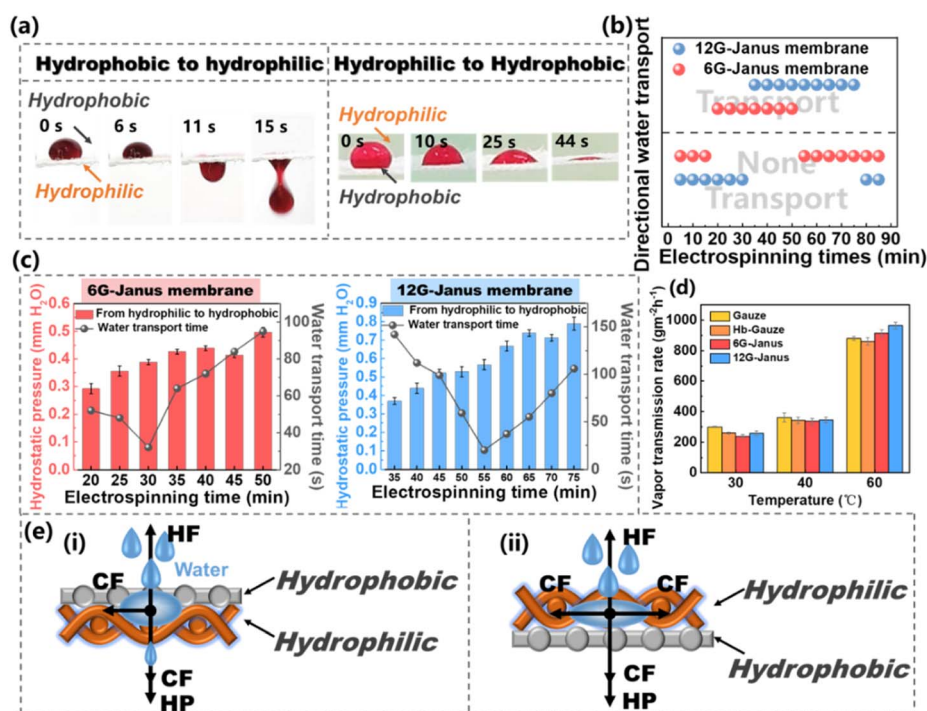 (a)
Hydrophobic to hydrophilic
Hydrophilic to Hydrophobic
Hydrophobic
0 s
6 s
11 s
15 s
Hydrophilic
Hydrophilic
0 s
10 s
25 s
44 s
Hydrophobic
(b)
Directional water transport
12G-Janus membrane
6G-Janus membrane
Transport
None
Transport
0 10 20 30 40 50 60 70 80 90
Electrospinning times (min)
(c)
6G-Janus membrane
From hydrophilic to hydrophobic
Water transport time
Hydrostatic pressure (mm H₂O)
0.6
0.5
0.4
0.3
0.2
0.1
0.0
Water transport time (s)
100
80
60
40
20
20 25 30 35 40 45 50
Electrospinning time (min)
12G-Janus membrane
From hydrophilic to hydrophobic
Water transport time
Hydrostatic pressure (mm H₂O)
0.9
0.8
0.7
0.6
0.5
0.4
0.3
0.2
0.1
0.0
Water transport time (s)
150
100
50
0
35 40 45 50 55 60 65 70 75
Electrospinning time (min)
(d)
Vapor transmission rate (gm⁻²h⁻¹)
Gauze
Hb-Gauze
6G-Janus
12G-Janus
1000
800
600
400
200
0
30 40 60
Temperature (℃)
(e)
(i)
HF
Water
CF
Hydrophobic
Hydrophilic
CF
HP
(ii)
HF
CF
CF
Hydrophilic
Hydrophobic
CF
HP